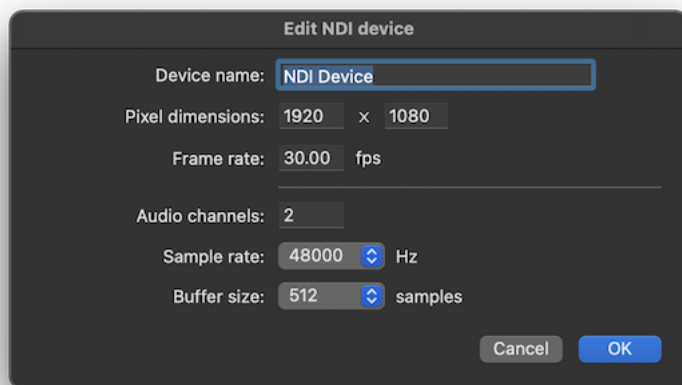 Edit NDI device
Device name: NDI Device
Pixel dimensions: 1920 x 1080
Frame rate: 30.00 fps
Audio channels: 2
Sample rate: 48000 Hz
Buffer size: 512 samples
Cancel OK